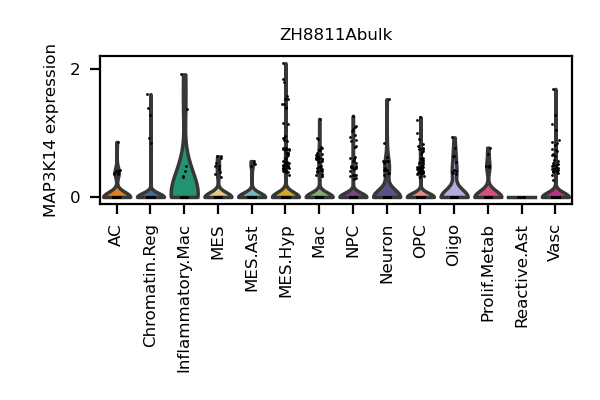 ZH8811Abulk
MAP3K14 expression
2
0
AC
Chromatin.Reg
Inflammatory.Mac
MES
MES.Ast
MES.Hyp
Mac
NPC
Neuron
OPC
Oligo
Prolif.Metab
Reactive.Ast
Vasc